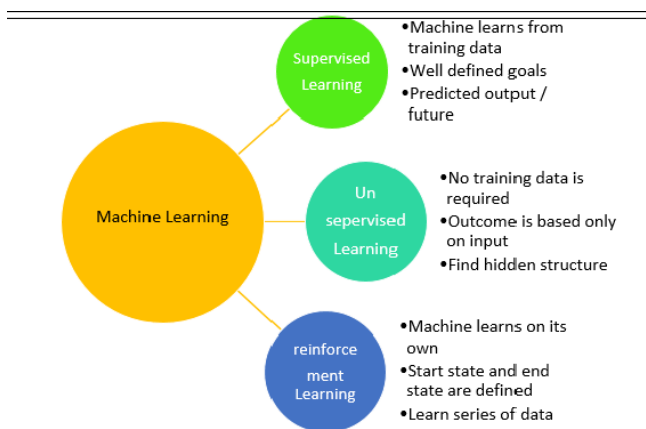 Machine Learning
Supervised
Learning
•Machine learns from
training data
•Well defined goals
•Predicted output /
future
Un
sepervised
Learning
•No training data is
required
•Outcome is based only
on input
•Find hidden structure
reinforce
ment
Learning
•Machine learns on its
own
•Start state and end
state are defined
•Learn series of data